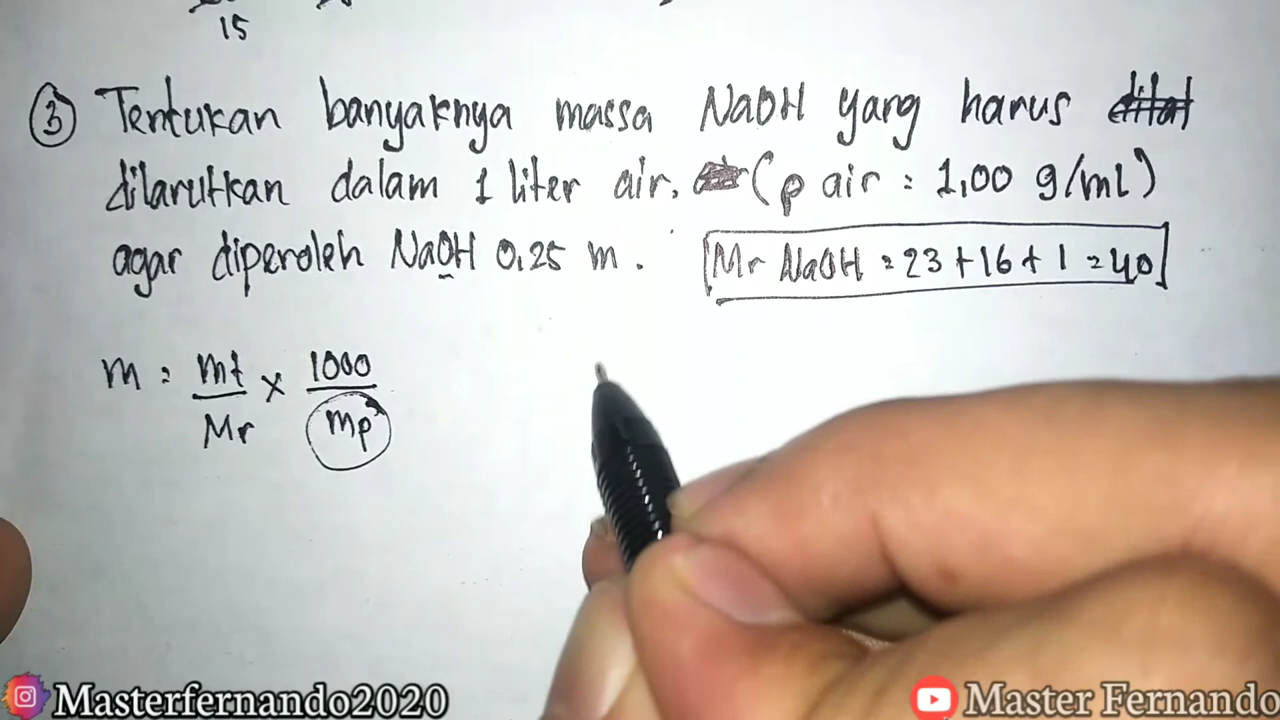 15
③ Tentukan banyaknya massa NaOH yang harus
dilarutkan dalam 1 liter air. (ρ air = 1,00 g/ml)
agar diperoleh NaOH 0,25 m.
Mr NaOH = 23 + 16 + 1 = 40
m = mt/Mr × 1000/mp
Masterfernando2020
Master Fernando